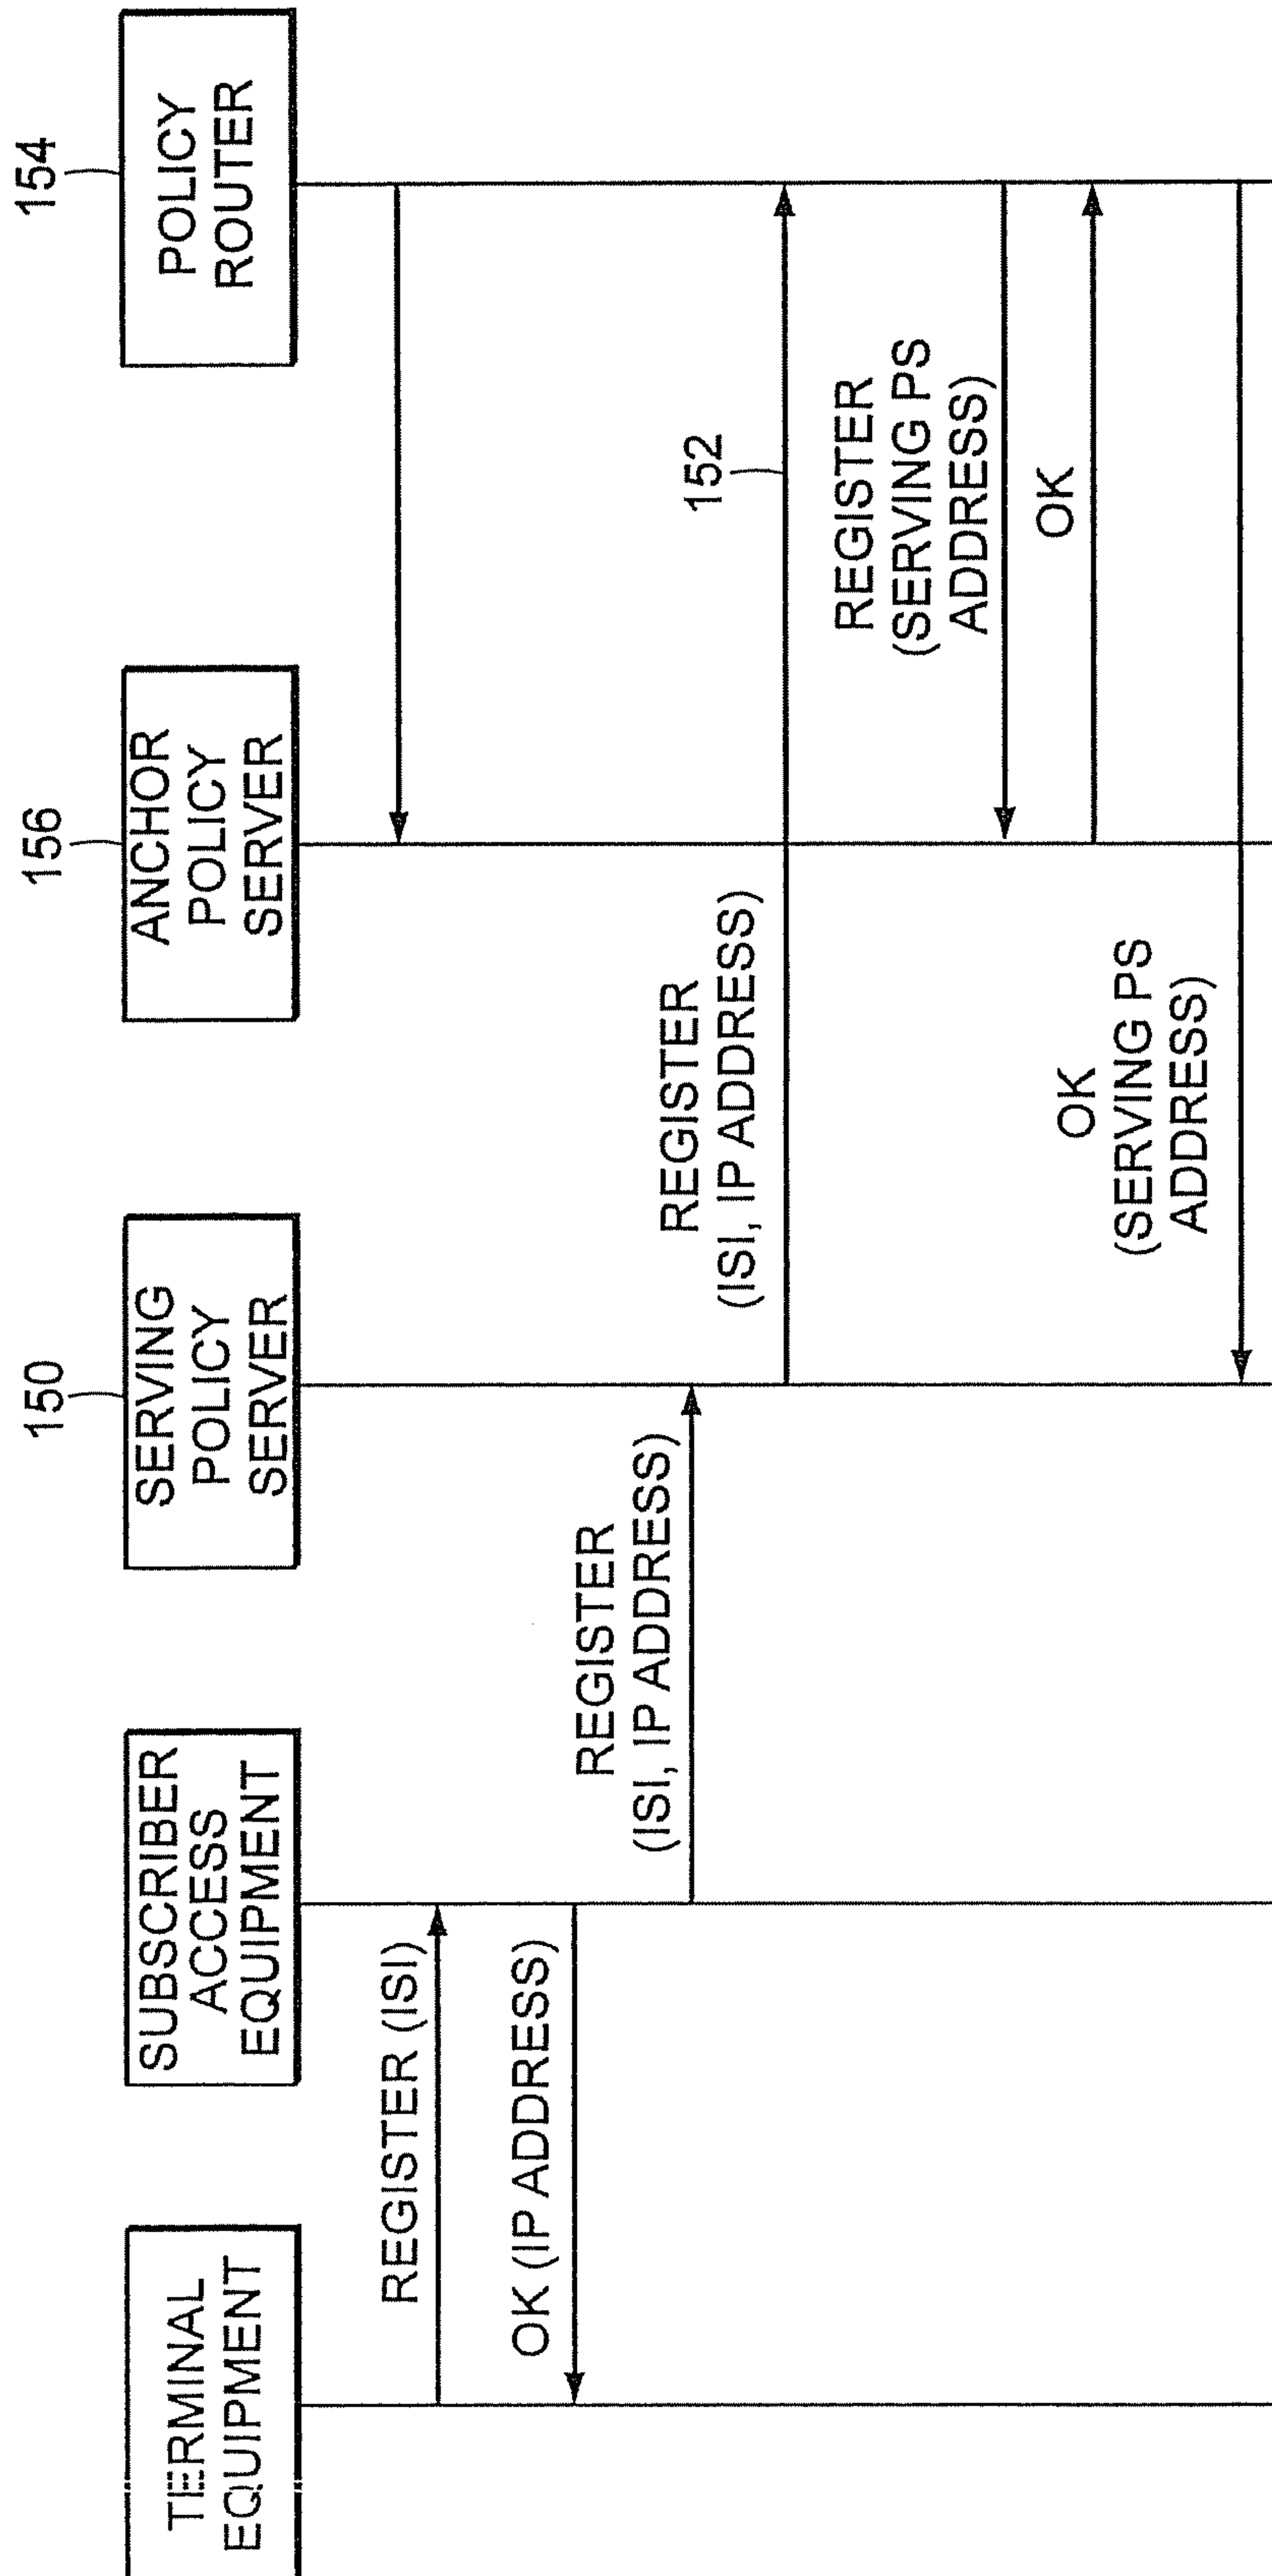 TERMINAL
EQUIPMENT
SUBSCRIBER
ACCESS
EQUIPMENT
150
SERVING
POLICY
SERVER
156
ANCHOR
POLICY
SERVER
154
POLICY
ROUTER
REGISTER (ISI)
OK (IP ADDRESS)
REGISTER
(ISI, IP ADDRESS)
REGISTER
(ISI, IP ADDRESS)
152
REGISTER
(SERVING PS
ADDRESS)
OK
OK
(SERVING PS
ADDRESS)